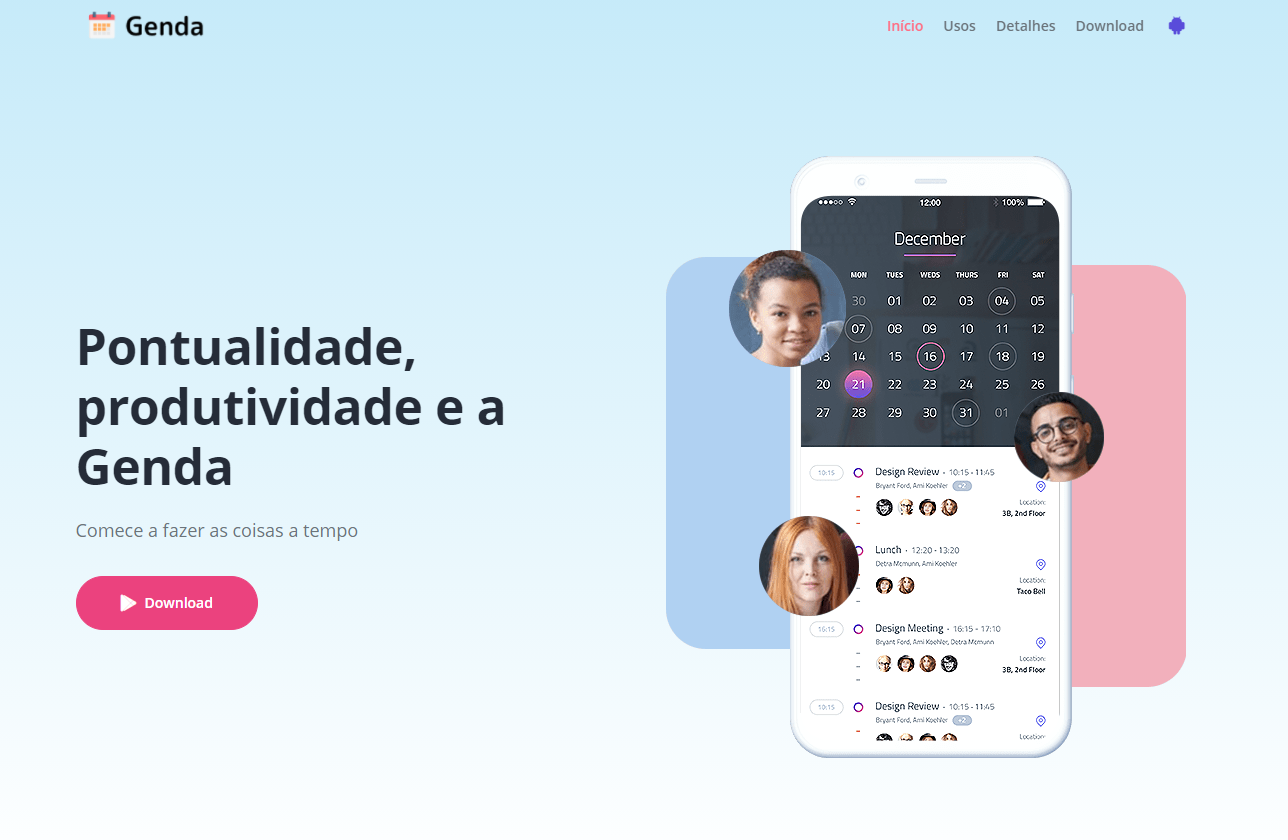 Genda
Início Usos Detalhes Download
Pontualidade,
produtividade e a
Genda
Comece a fazer as coisas a tempo
Download
12:00 100%
December
MON TUES WEDS THURS FRI SAT
30 01 02 03 04 05
07 08 09 10 11 12
13 14 15 16 17 18 19
20 21 22 23 24 25 26
27 28 29 30 31 01
10:15 Design Review - 10:15 - 11:45
Bryant Ford, Ami Koehler +2
Location:
3B, 2nd Floor
Lunch - 12:20 - 13:20
Detra Mcmunn, Ami Koehler
Location:
Taco Bell
16:15 Design Meeting - 16:15 - 17:10
Bryant Ford, Ami Koehler, Detra Mcmunn
Location:
3B, 2nd Floor
10:15 Design Review - 10:15 - 11:45
Bryant Ford, Ami Koehler +2
Location: